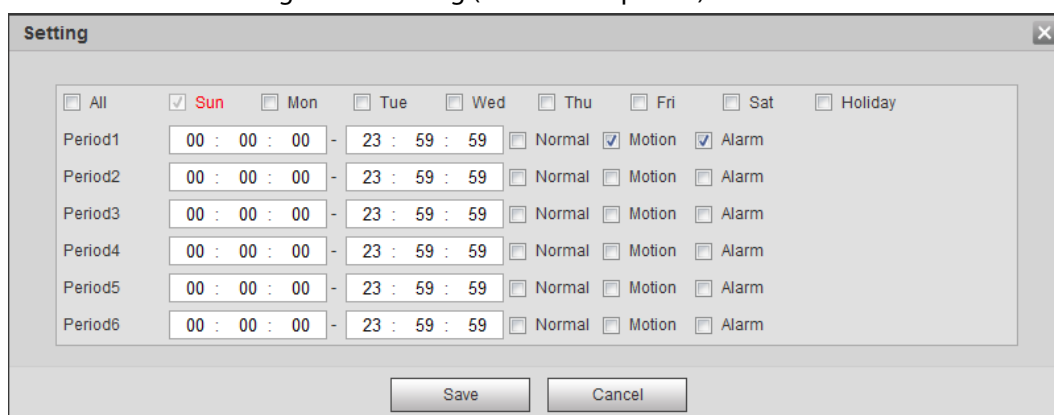 Setting
All Sun Mon Tue Wed Thu Fri Sat Holiday
Period1 00 : 00 : 00 - 23 : 59 : 59 Normal Motion Alarm
Period2 00 : 00 : 00 - 23 : 59 : 59 Normal Motion Alarm
Period3 00 : 00 : 00 - 23 : 59 : 59 Normal Motion Alarm
Period4 00 : 00 : 00 - 23 : 59 : 59 Normal Motion Alarm
Period5 00 : 00 : 00 - 23 : 59 : 59 Normal Motion Alarm
Period6 00 : 00 : 00 - 23 : 59 : 59 Normal Motion Alarm
Save Cancel